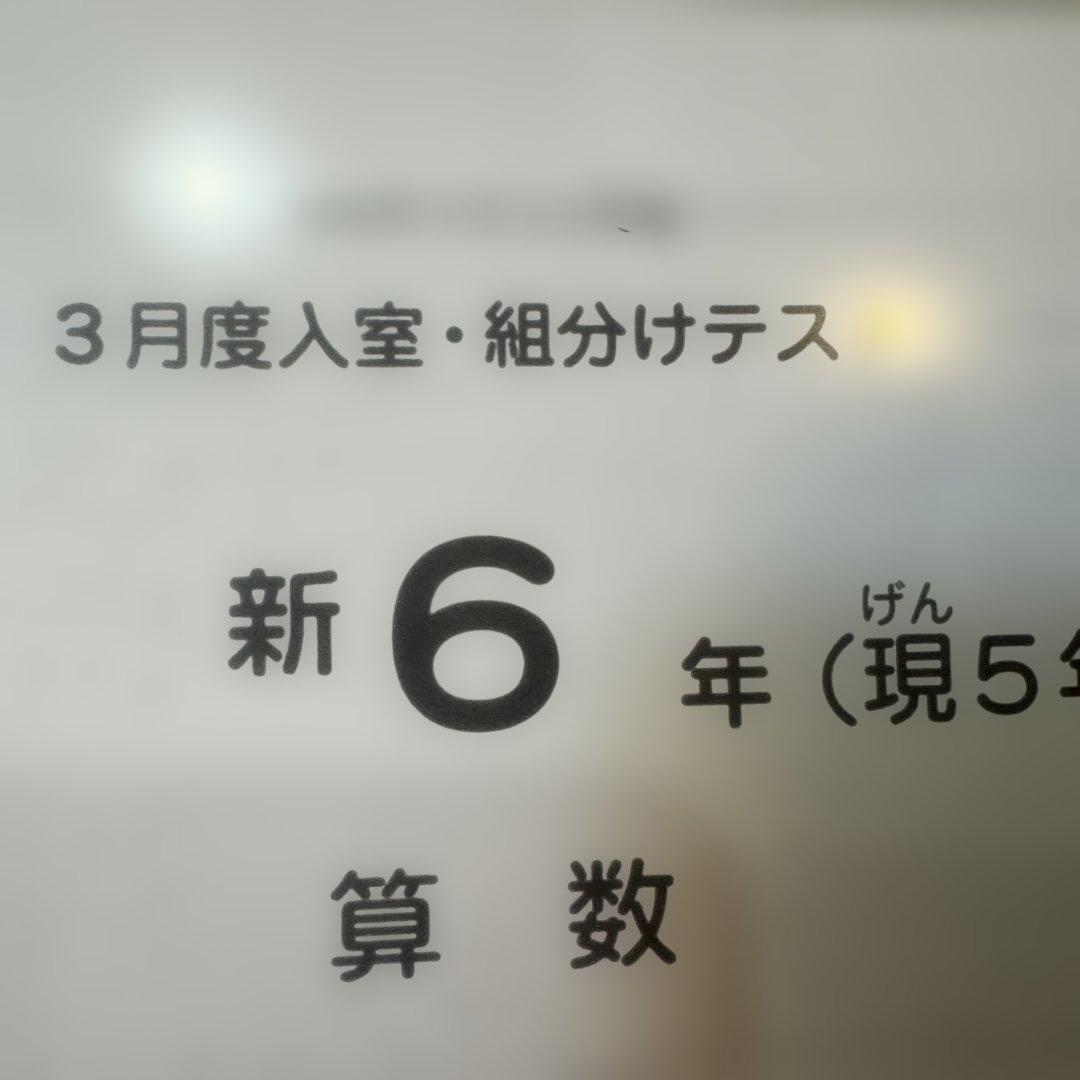 ３月度入室・組分けテス
新6年（現５年
げん
算数